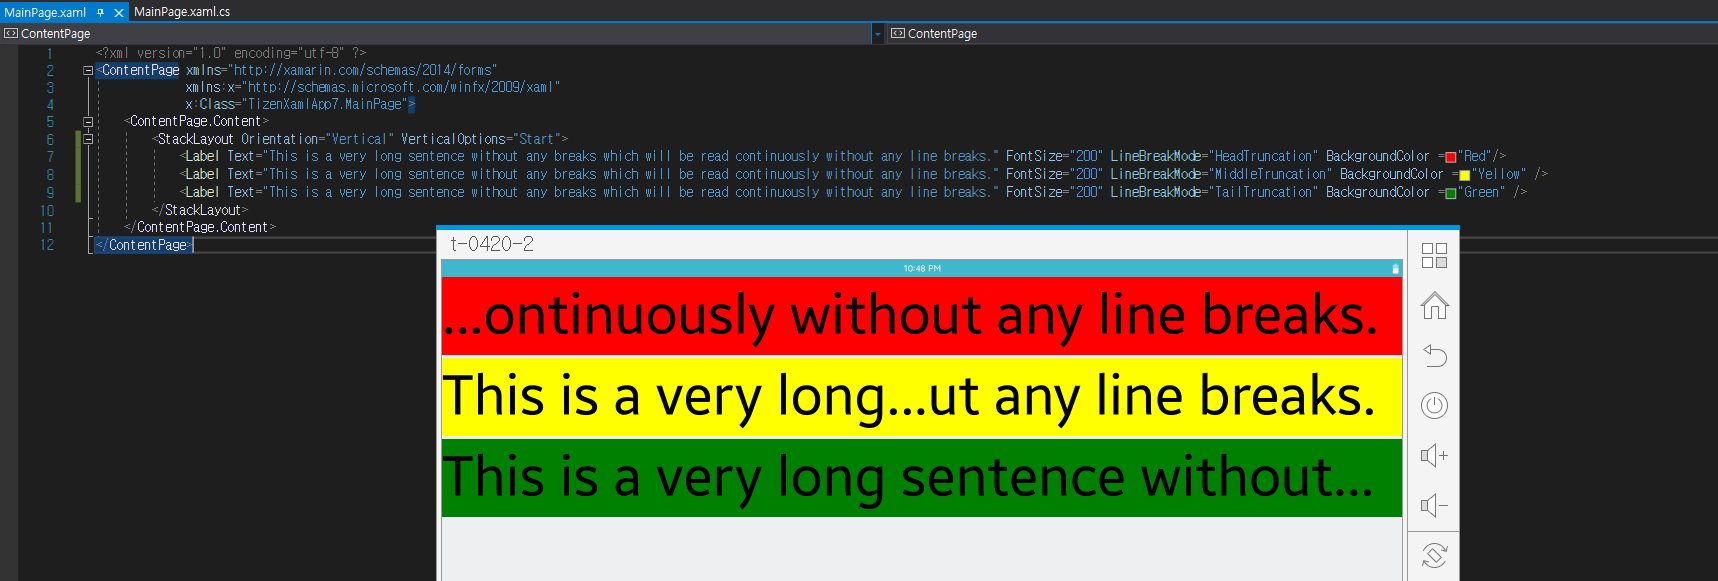 MainPage.xaml MainPage.xaml.cs
ContentPage ContentPage
1 <?xml version="1.0" encoding="utf-8" ?>
2 <ContentPage xmlns="http://xamarin.com/schemas/2014/forms"
3 xmlns:x="http://schemas.microsoft.com/winfx/2009/xaml"
4 x:Class="TizenXamlApp7.MainPage">
5 <ContentPage.Content>
6 <StackLayout Orientation="Vertical" VerticalOptions="Start">
7 <Label Text="This is a very long sentence without any breaks which will be read continuously without any line breaks." FontSize="200" LineBreakMode="HeadTruncation" BackgroundColor ="Red"/>
8 <Label Text="This is a very long sentence without any breaks which will be read continuously without any line breaks." FontSize="200" LineBreakMode="MiddleTruncation" BackgroundColor ="Yellow" />
9 <Label Text="This is a very long sentence without any breaks which will be read continuously without any line breaks." FontSize="200" LineBreakMode="TailTruncation" BackgroundColor ="Green" />
10 </StackLayout>
11 </ContentPage.Content>
12 </ContentPage>
t-0420-2
10:48 PM
...ontinuously without any line breaks.
This is a very long...ut any line breaks.
This is a very long sentence without...